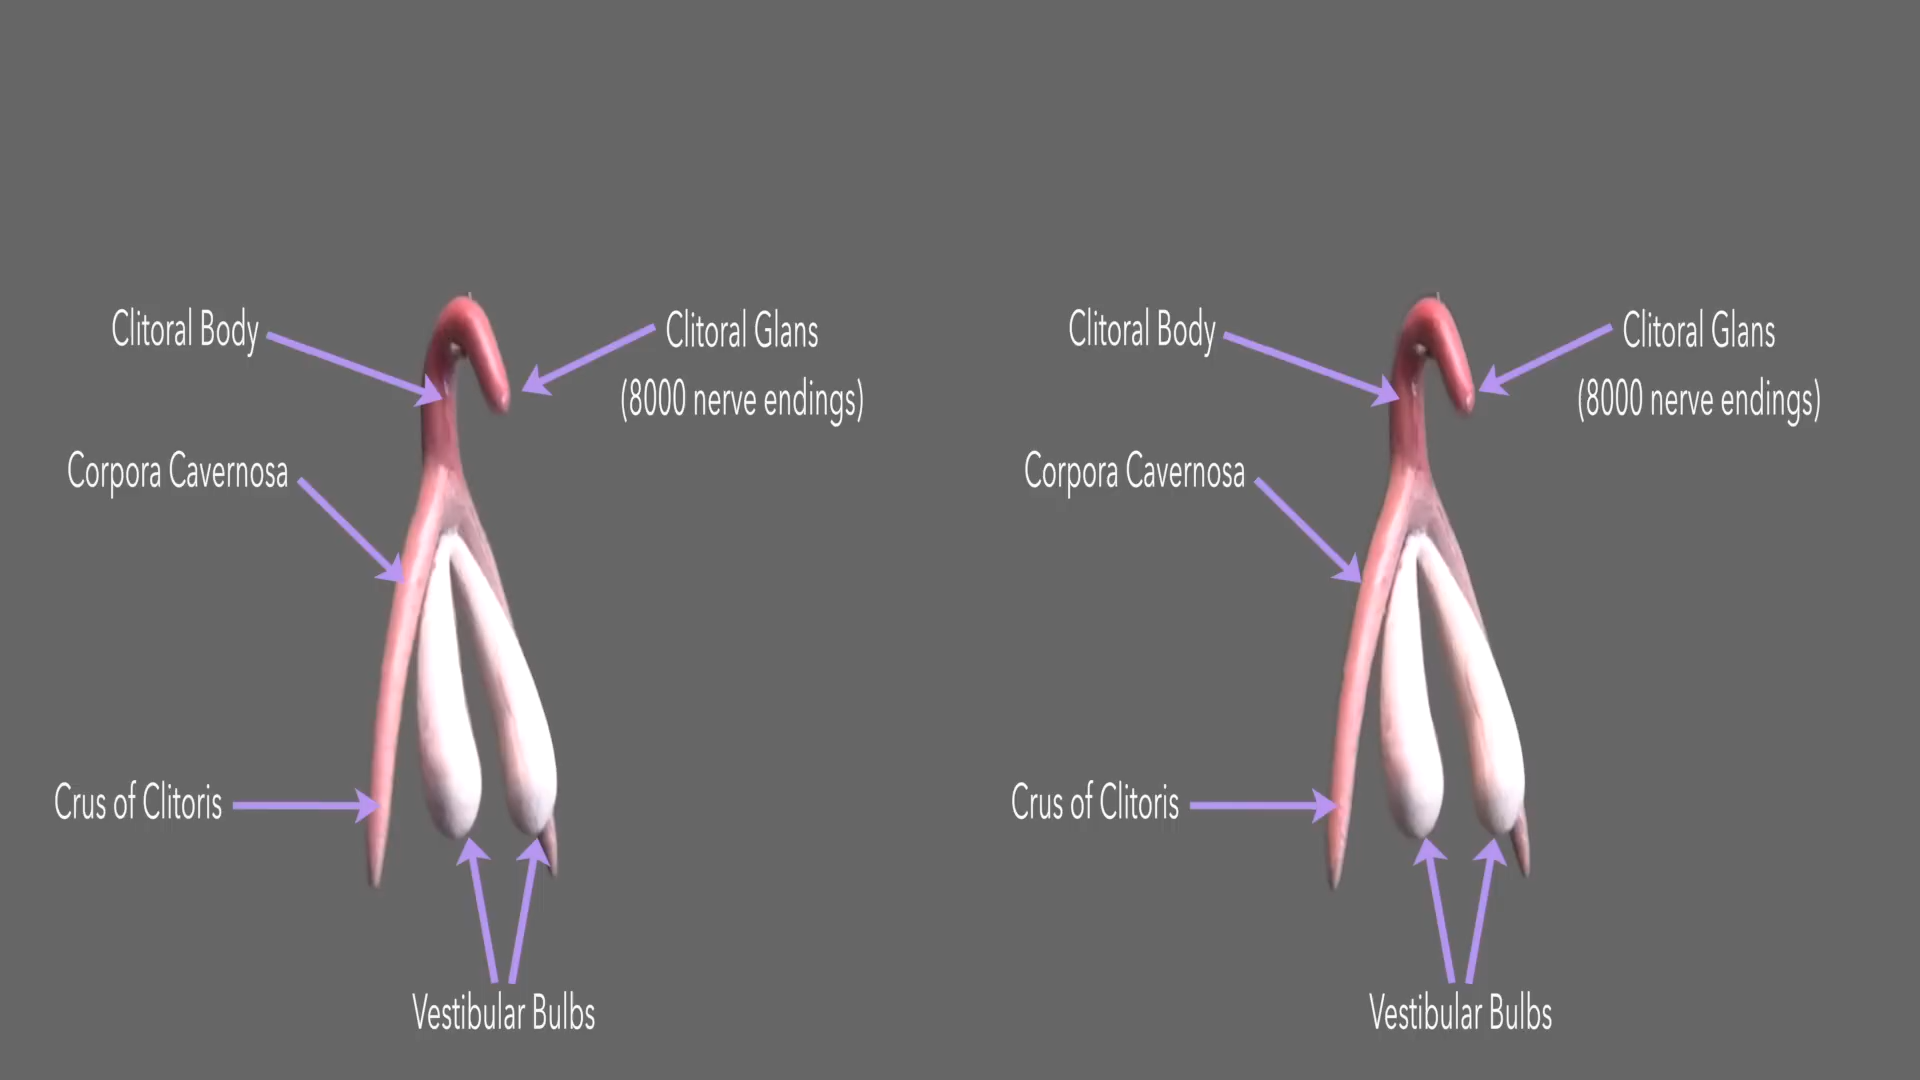 Clitoral Body
Clitoral Glans
(8000 nerve endings)
Corpora Cavernosa
Crus of Clitoris
Vestibular Bulbs
Clitoral Body
Clitoral Glans
(8000 nerve endings)
Corpora Cavernosa
Crus of Clitoris
Vestibular Bulbs